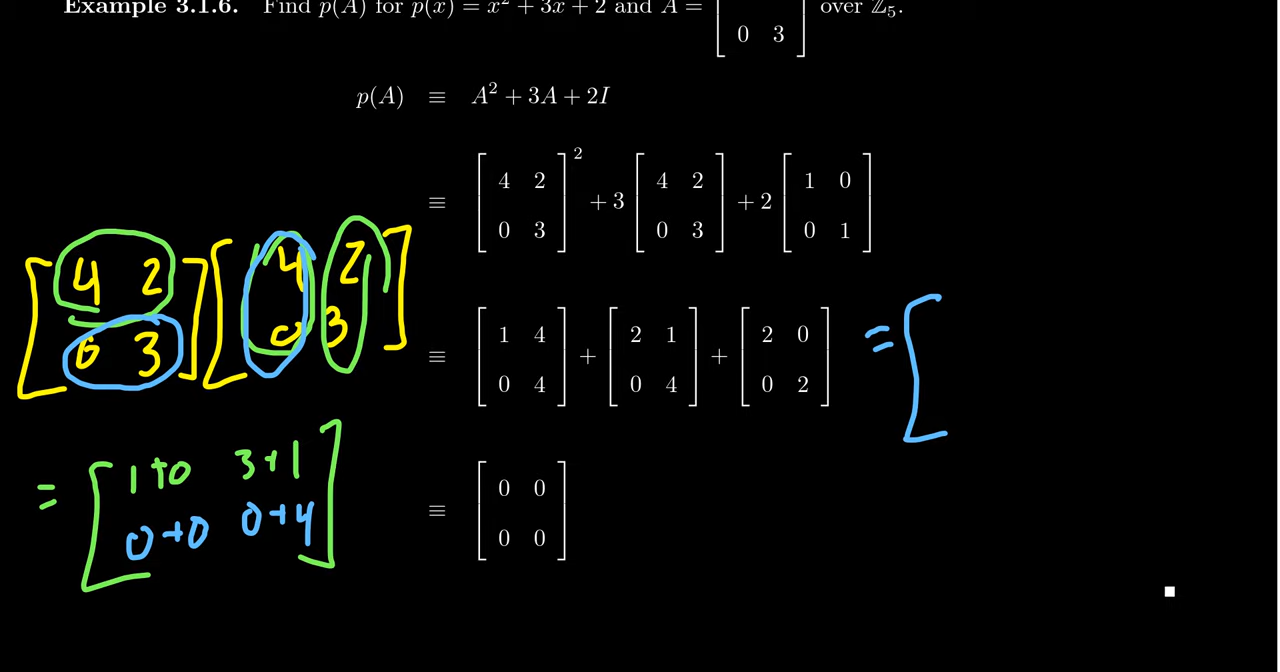 Example 3.1.6. Find p(A) for p(x) = x² + 3x + 2 and A = [ 0 3 ] over ℤ₅.
p(A) ≡ A² + 3A + 2I
≡ [ 4 2 ; 0 3 ]² + 3 [ 4 2 ; 0 3 ] + 2 [ 1 0 ; 0 1 ]
[ 4 2 ; 0 3 ] [ 4 2 ; 0 3 ]
≡ [ 1 4 ; 0 4 ] + [ 2 1 ; 0 4 ] + [ 2 0 ; 0 2 ] = [
= [ 1+0 3+1 ; 0+0 0+4 ]
≡ [ 0 0 ; 0 0 ]